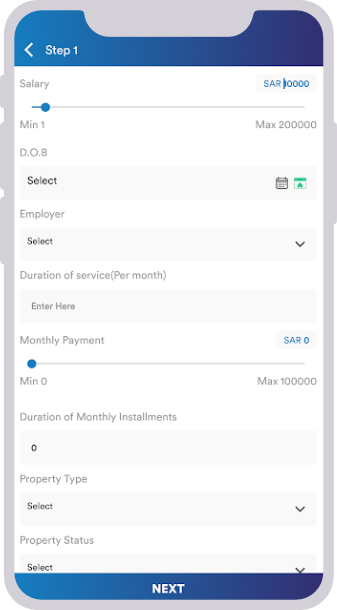 Step 1
Salary
SAR 10000
Min 1
Max 200000
D.O.B
Select
Employer
Select
Duration of service(Per month)
Enter Here
Monthly Payment
SAR 0
Min 0
Max 100000
Duration of Monthly Installments
0
Property Type
Select
Property Status
Select
NEXT